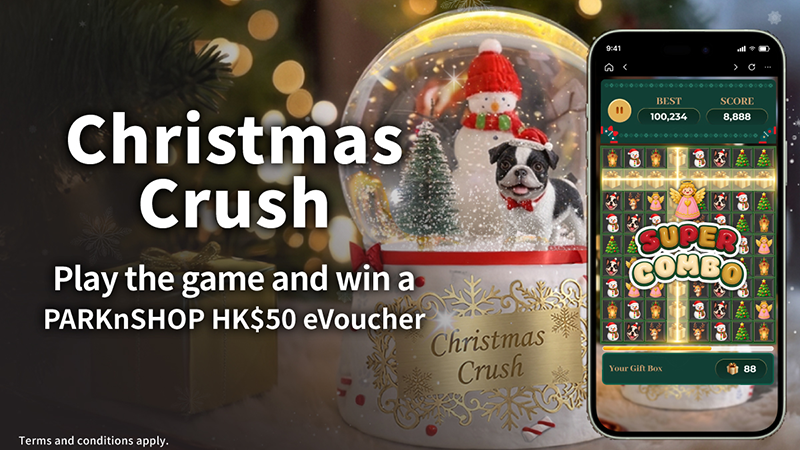 Christmas
Crush
Play the game and win a
PARKnSHOP HK$50 eVoucher
Terms and conditions apply.
Christmas
Crush
9:41
BEST
SCORE
100,234
8,888
SUPER
COMBO
Your Gift Box
88